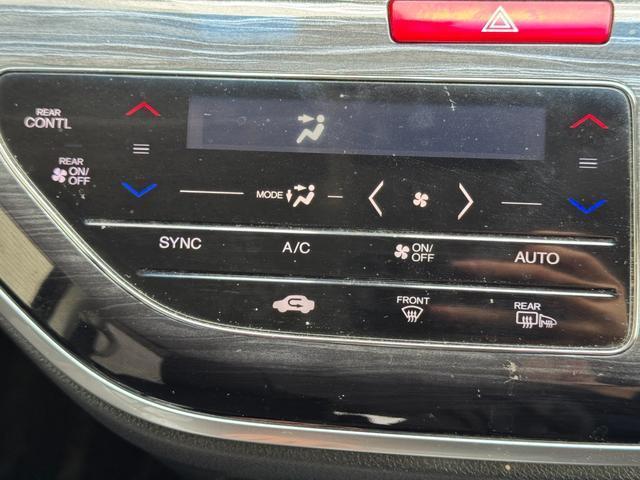 REAR
CONTL
REAR
ON/
OFF
MODE
SYNC
A/C
ON/
OFF
AUTO
FRONT
REAR